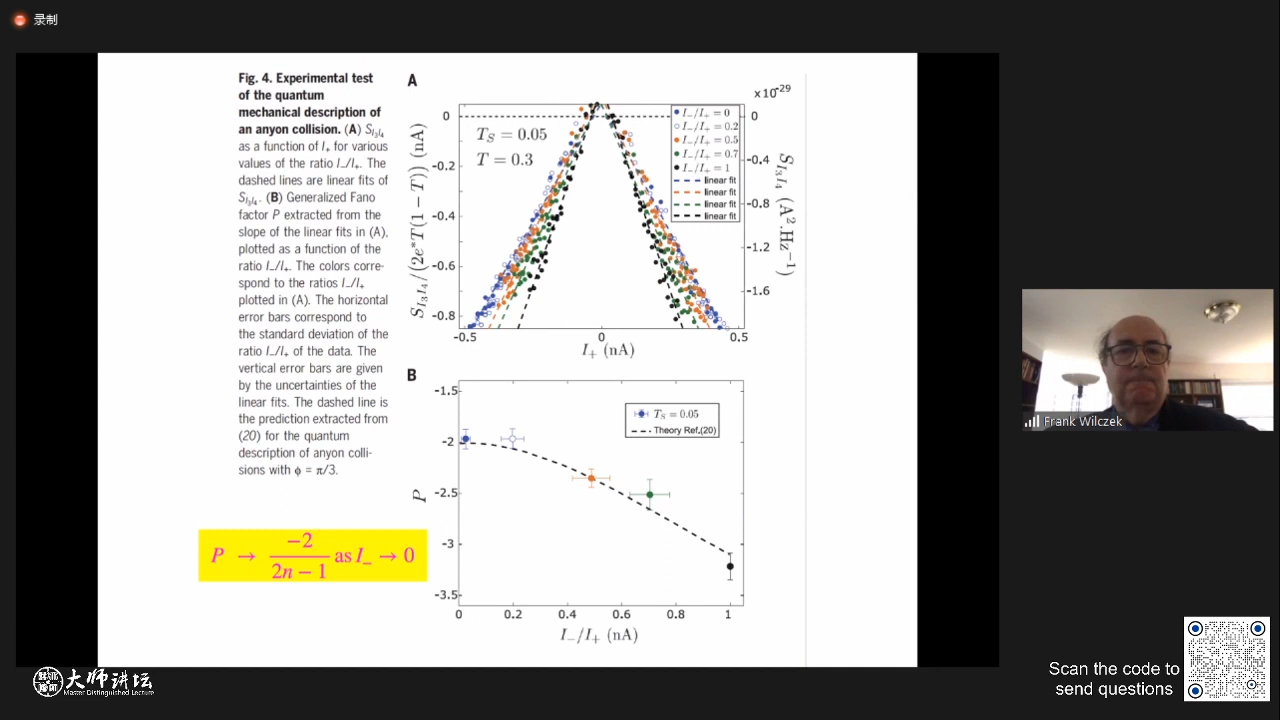 录制
Fig. 4. Experimental test
of the quantum
mechanical description of
an anyon collision. (A) S_{I₃I₄}
as a function of I₊ for various
values of the ratio I₋/I₊. The
dashed lines are linear fits of
S_{I₃I₄}. (B) Generalized Fano
factor P extracted from the
slope of the linear fits in (A),
plotted as a function of the
ratio I₋/I₊. The colors corre-
spond to the ratios I₋/I₊
plotted in (A). The horizontal
error bars correspond to
the standard deviation of the
ratio I₋/I₊ of the data. The
vertical error bars are given
by the uncertainties of the
linear fits. The dashed line is
the prediction extracted from
(20) for the quantum
description of anyon colli-
sions with ϕ = π/3.
P → -2/(2n − 1) as I_ → 0
A
x10^-29
T_S = 0.05
T = 0.3
I₋/I₊ = 0
I₋/I₊ = 0.2
I₋/I₊ = 0.5
I₋/I₊ = 0.7
I₋/I₊ = 1
linear fit
linear fit
linear fit
linear fit
0
-0.2
-0.4
-0.6
-0.8
S_{I₃I₄}/(2e*T(1 − T)) (nA)
0
-0.4
-0.8
-1.2
-1.6
S_{I₃I₄} (A².Hz⁻¹)
-0.5
0
0.5
I₊ (nA)
B
T_S = 0.05
Theory Ref.(20)
-1.5
-2
-2.5
-3
-3.5
P
0
0.2
0.4
0.6
0.8
1
I₋/I₊ (nA)
Frank Wilczek
大师讲坛
Master Distinguished Lecture
Scan the code to
send questions